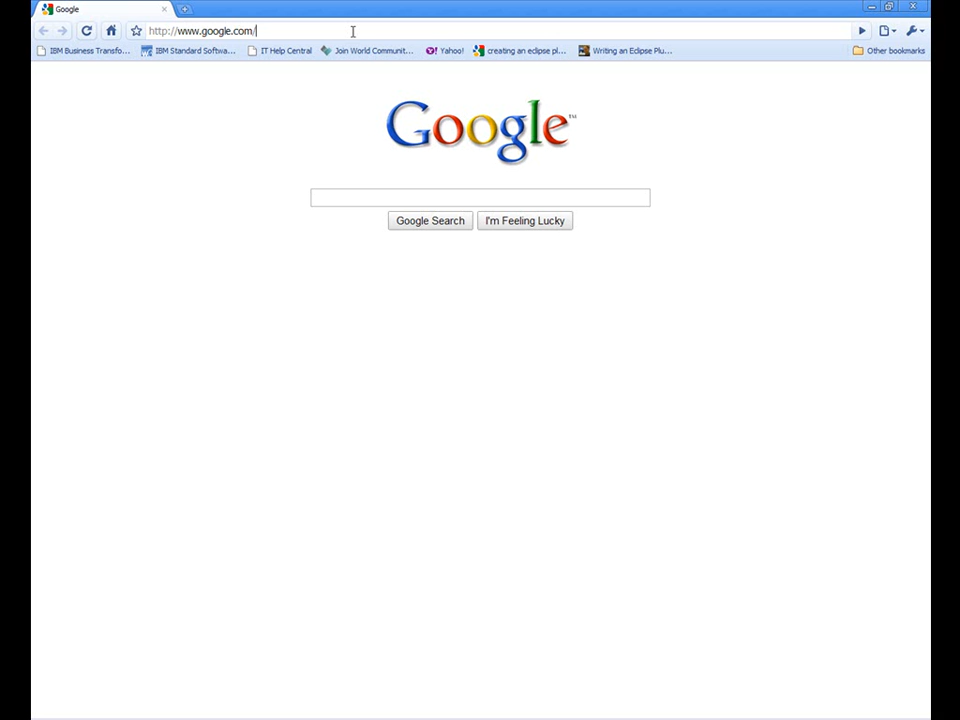 Google
http://www.google.com/
IBM Business Transfo... IBM Standard Softwa... IT Help Central Join World Communit... Yahoo! creating an eclipse pl... Writing an Eclipse Plu... Other bookmarks
Google™
Google Search I'm Feeling Lucky